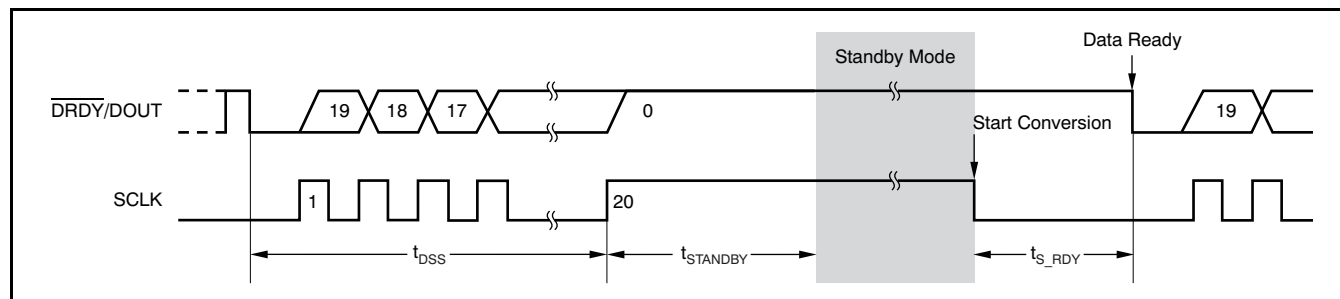 Data Ready
Standby Mode
DRDY/DOUT
19 18 17 0 19
Start Conversion
SCLK
1 20
tDSS tSTANDBY tS_RDY